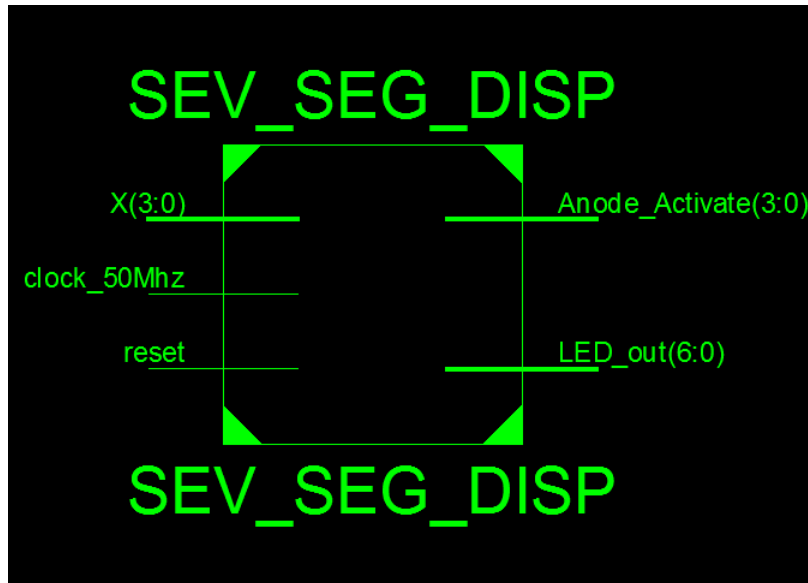 SEV_SEG_DISP
X(3:0)
Anode_Activate(3:0)
clock_50Mhz
reset
LED_out(6:0)
SEV_SEG_DISP